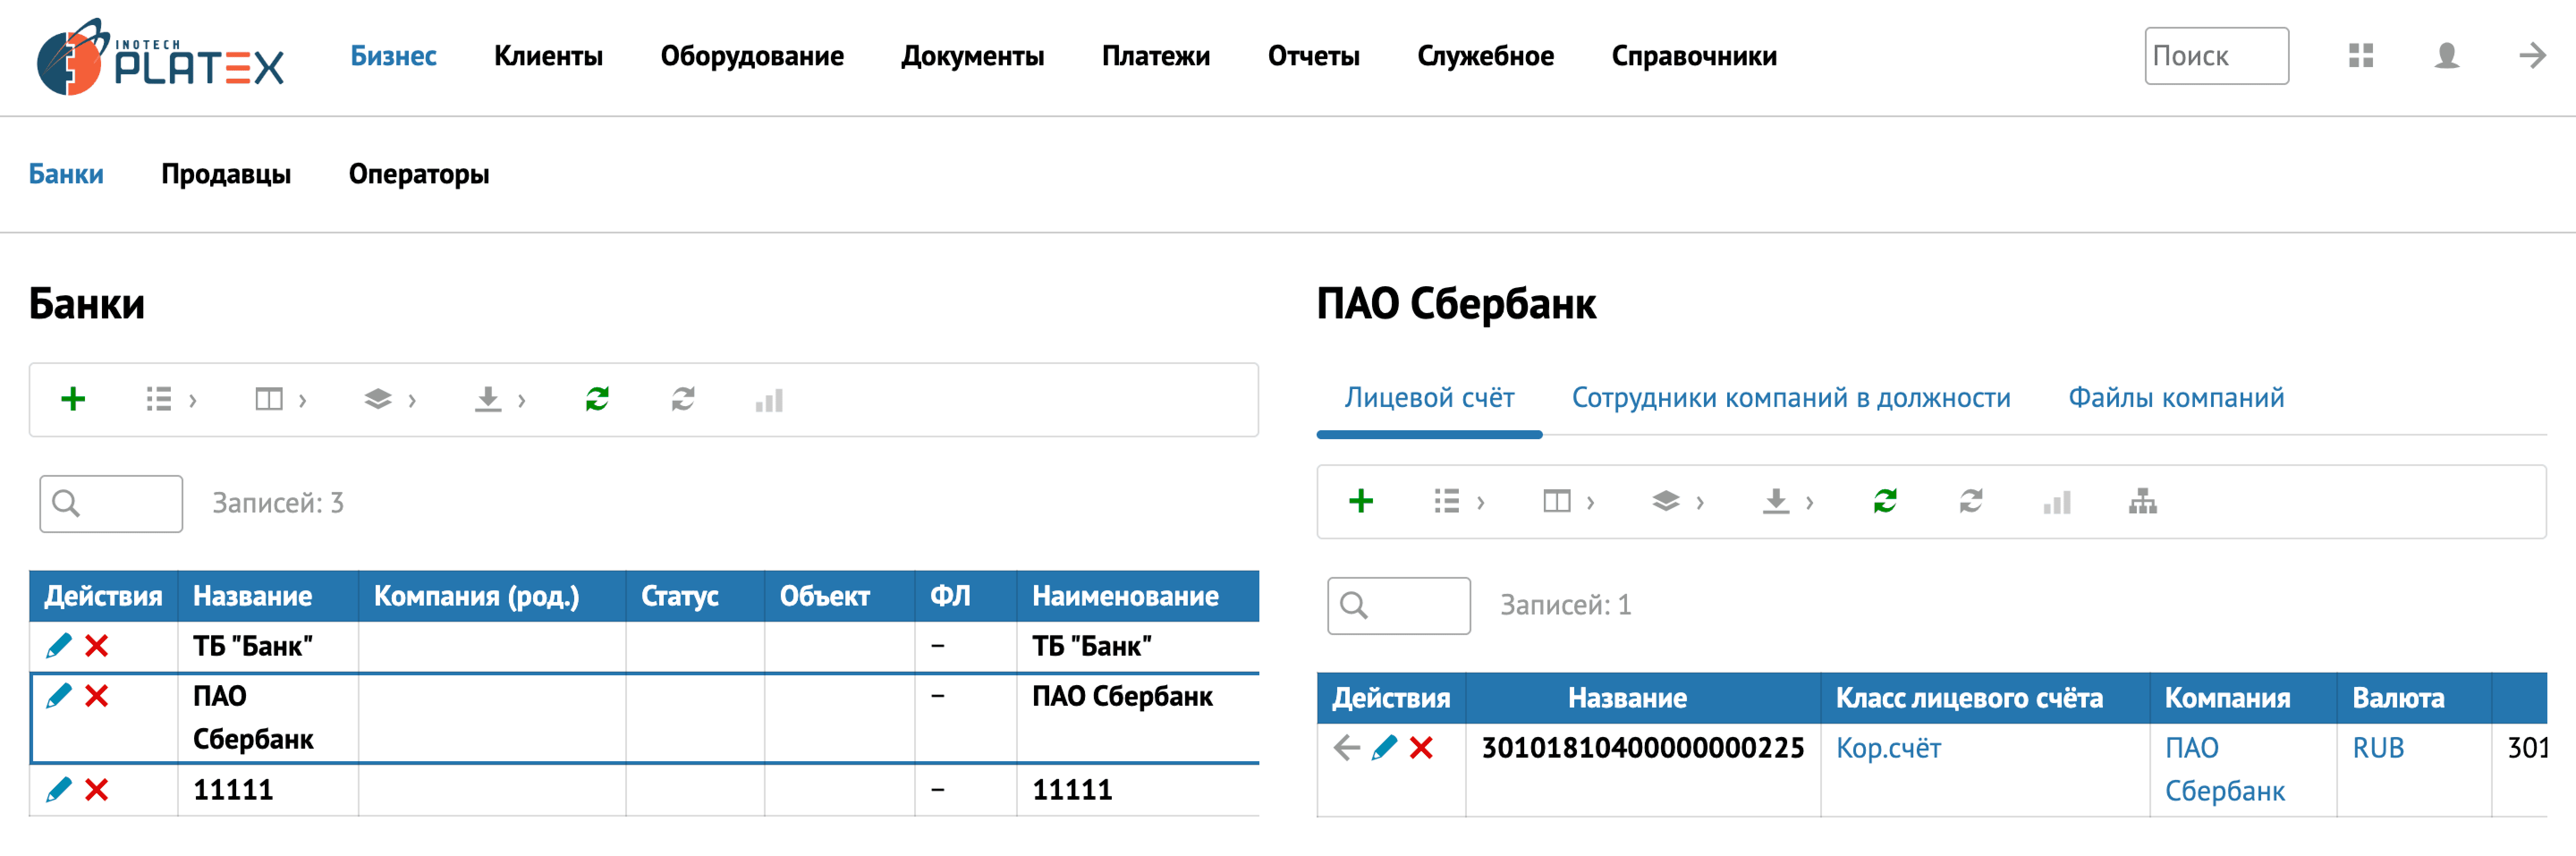 INOTECH
PLATEX
Бизнес Клиенты Оборудование Документы Платежи Отчеты Служебное Справочники Поиск
Банки Продавцы Операторы
Банки
Записей: 3
Действия Название Компания (род.) Статус Объект ФЛ Наименование
ТБ "Банк" – ТБ "Банк"
ПАО Сбербанк – ПАО Сбербанк
11111 – 11111
ПАО Сбербанк
Лицевой счёт Сотрудники компаний в должности Файлы компаний
Записей: 1
Действия Название Класс лицевого счёта Компания Валюта
30101810400000000225 Кор.счёт ПАО RUB 301
Сбербанк